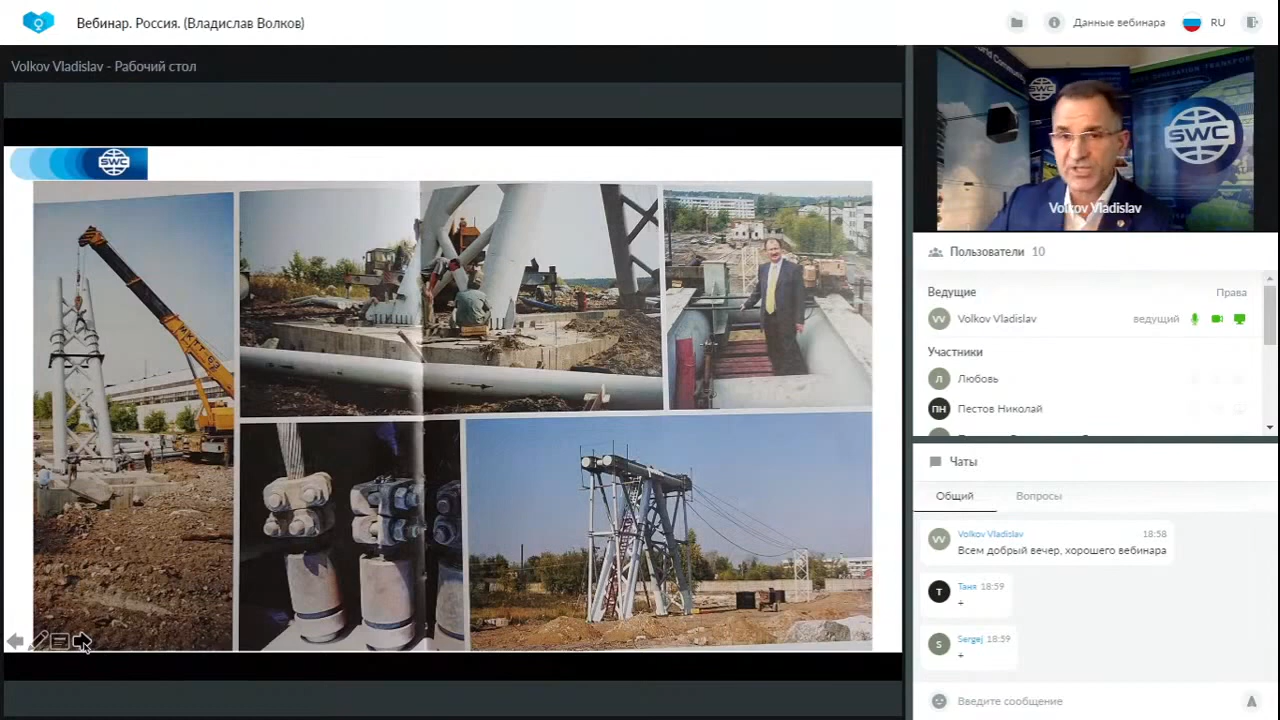 Вебинар. Россия. (Владислав Волков)
Данные вебинара
RU
Volkov Vladislav - Рабочий стол
SWC
SWC
Volkov Vladislav
Пользователи 10
Ведущие
Права
VV
Volkov Vladislav
ведущий
Участники
Л
Любовь
ПН
Пестов Николай
Чаты
Общий
Вопросы
VV
Volkov Vladislav
18:58
Всем добрый вечер, хорошего вебинара
Т
Таня 18:59
+
S
Sergej 18:59
+
Введите сообщение